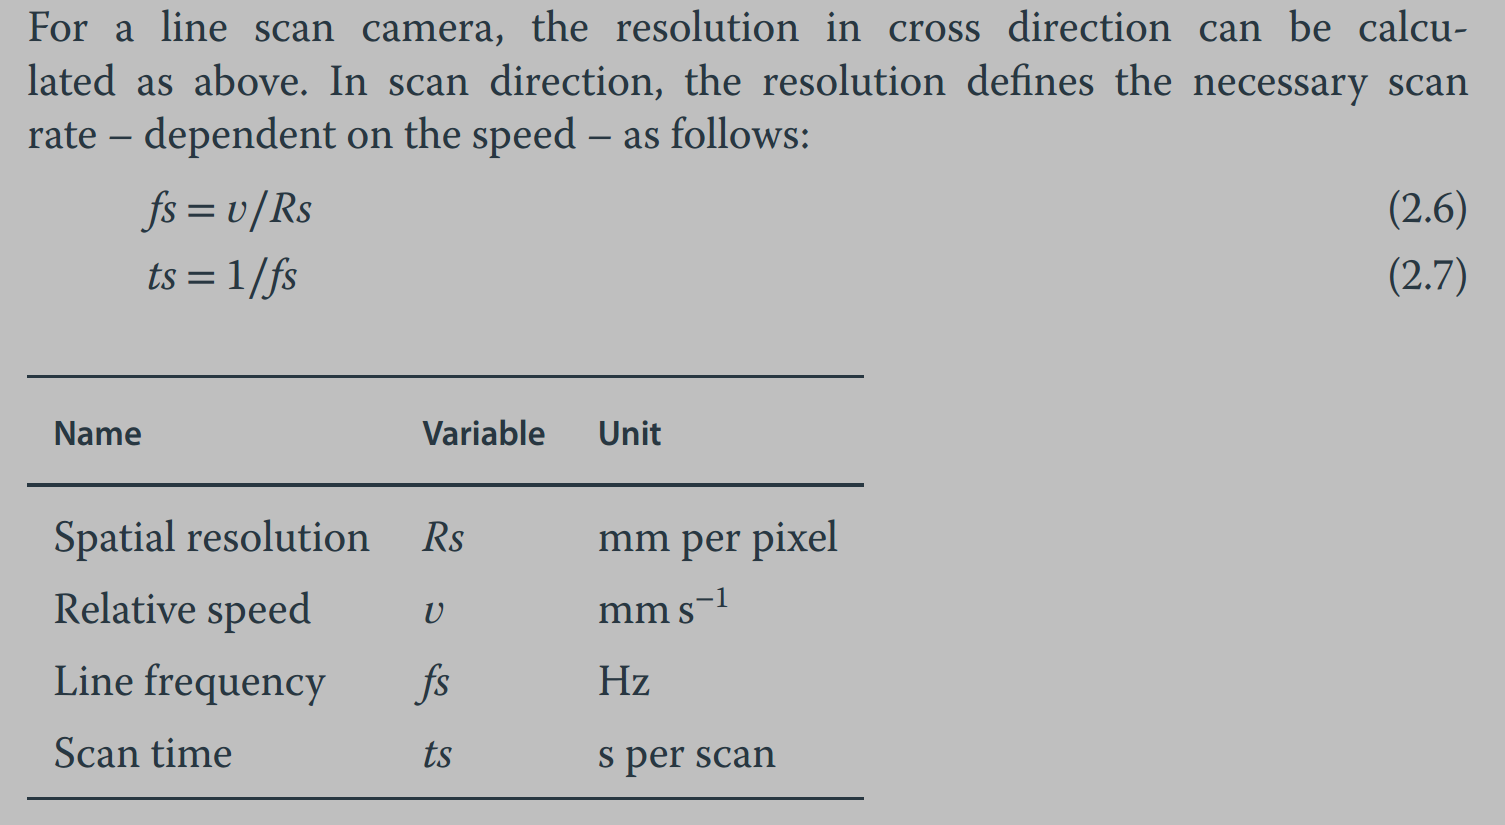 For a line scan camera, the resolution in cross direction can be calcu-
lated as above. In scan direction, the resolution defines the necessary scan
rate – dependent on the speed – as follows:
fs = v/Rs (2.6)
ts = 1/fs (2.7)
Name Variable Unit
Spatial resolution Rs mm per pixel
Relative speed v mm s⁻¹
Line frequency fs Hz
Scan time ts s per scan